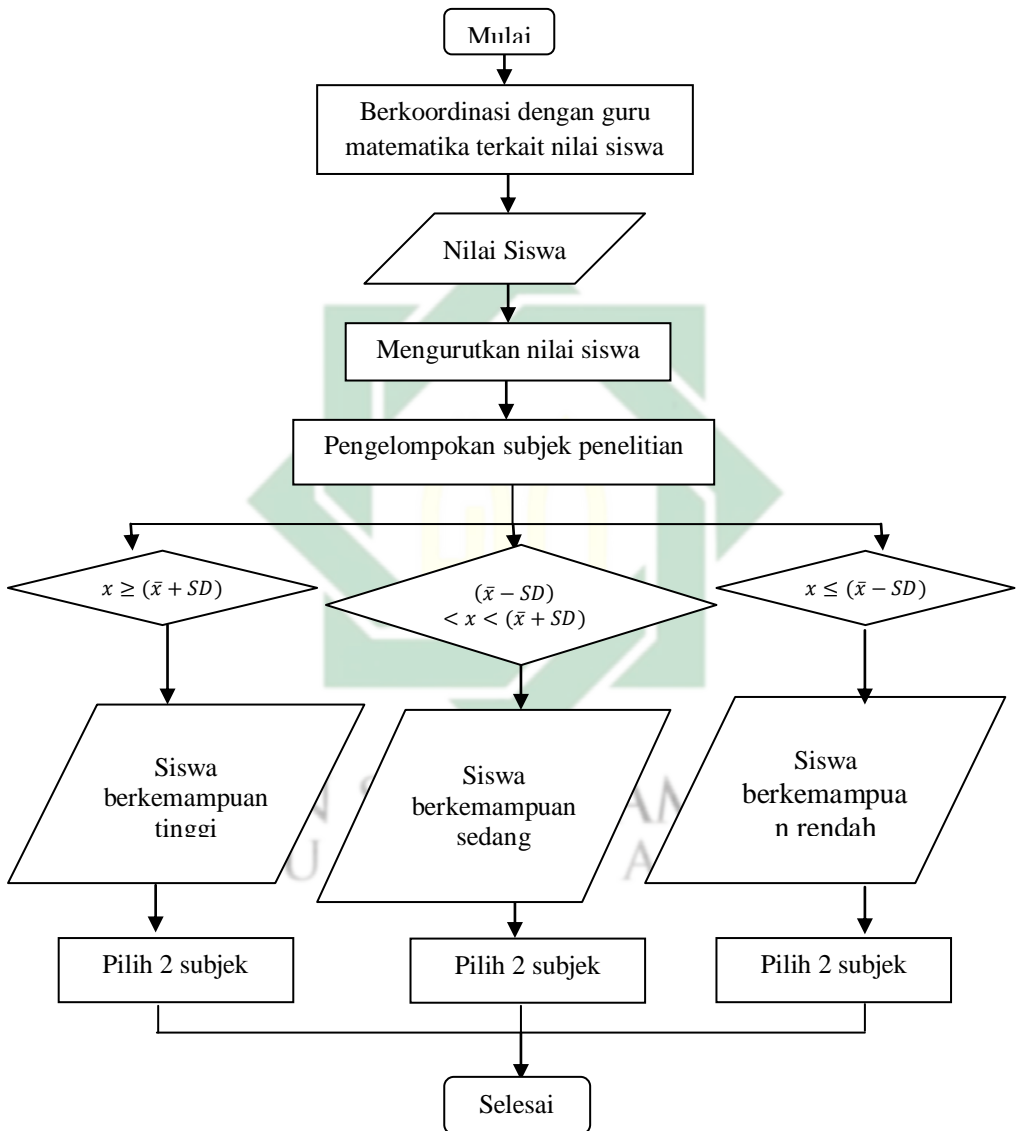 Mulai
Berkoordinasi dengan guru
matematika terkait nilai siswa
Nilai Siswa
Mengurutkan nilai siswa
Pengelompokan subjek penelitian
x ≥ (x̄ + SD)
(x̄ − SD)
< x < (x̄ + SD)
x ≤ (x̄ − SD)
Siswa
berkemampuan
tinggi
Siswa
berkemampuan
sedang
Siswa
berkemampua
n rendah
Pilih 2 subjek
Pilih 2 subjek
Pilih 2 subjek
Selesai